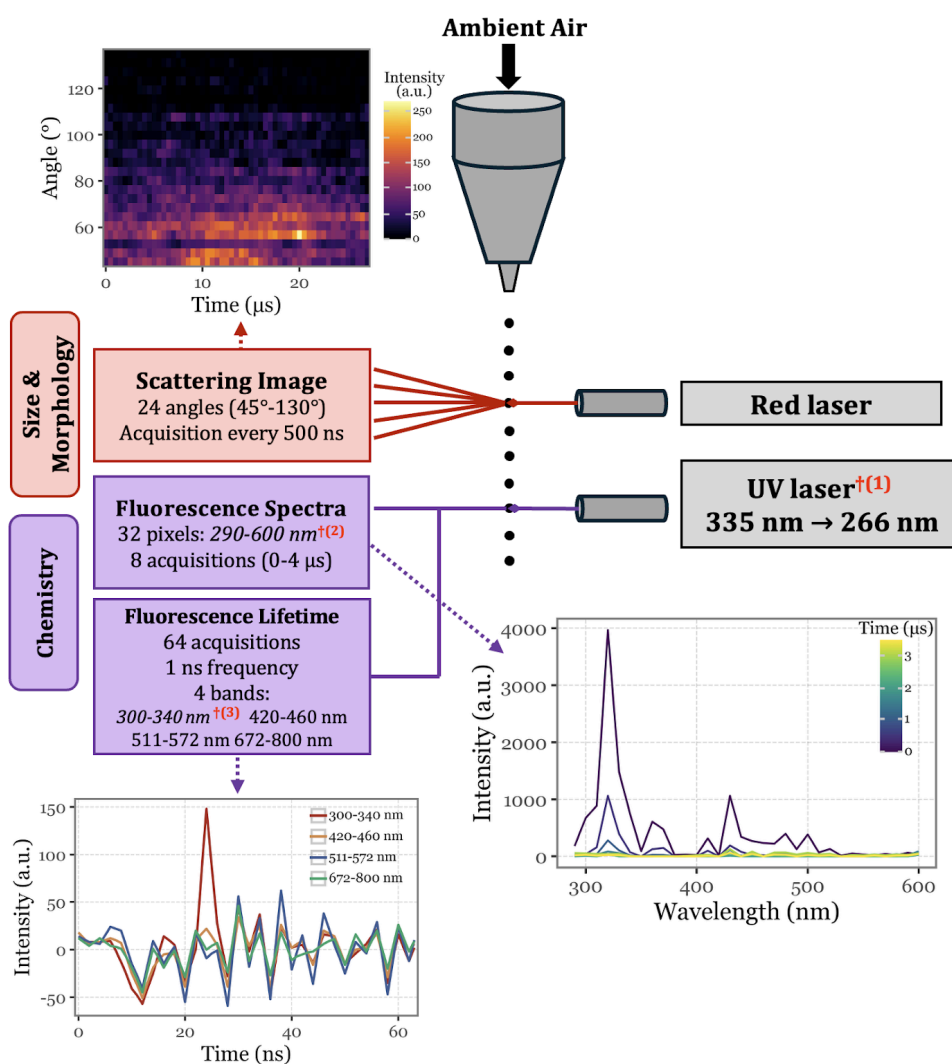 Ambient Air
Intensity
(a.u.)
250
200
150
100
50
0
Angle (°)
120
100
80
60
10
20
Time (µs)
Size &
Morphology
Scattering Image
24 angles (45°-130°)
Acquisition every 500 ns
Red laser
Chemistry
Fluorescence Spectra
32 pixels: 290-600 nm†(2)
8 acquisitions (0-4 µs)
UV laser†(1)
335 nm → 266 nm
Fluorescence Lifetime
64 acquisitions
1 ns frequency
4 bands:
300-340 nm †(3) 420-460 nm
511-572 nm 672-800 nm
Intensity (a.u.)
150
100
50
0
-50
300-340 nm
420-460 nm
511-572 nm
672-800 nm
0
20
40
60
Time (ns)
Intensity (a.u.)
4000
3000
2000
1000
0
Time (µs)
3
2
1
0
300
400
500
600
Wavelength (nm)